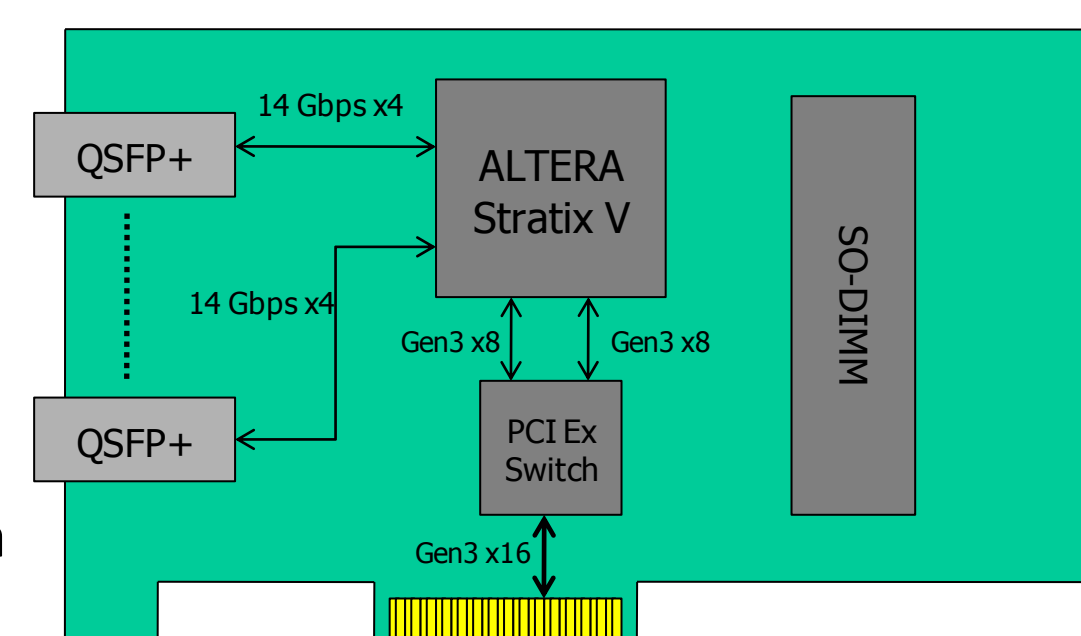 14 Gbps x4
QSFP+
ALTERA
Stratix V
SO-DIMM
14 Gbps x4
Gen3 x8
Gen3 x8
QSFP+
PCI Ex
Switch
Gen3 x16